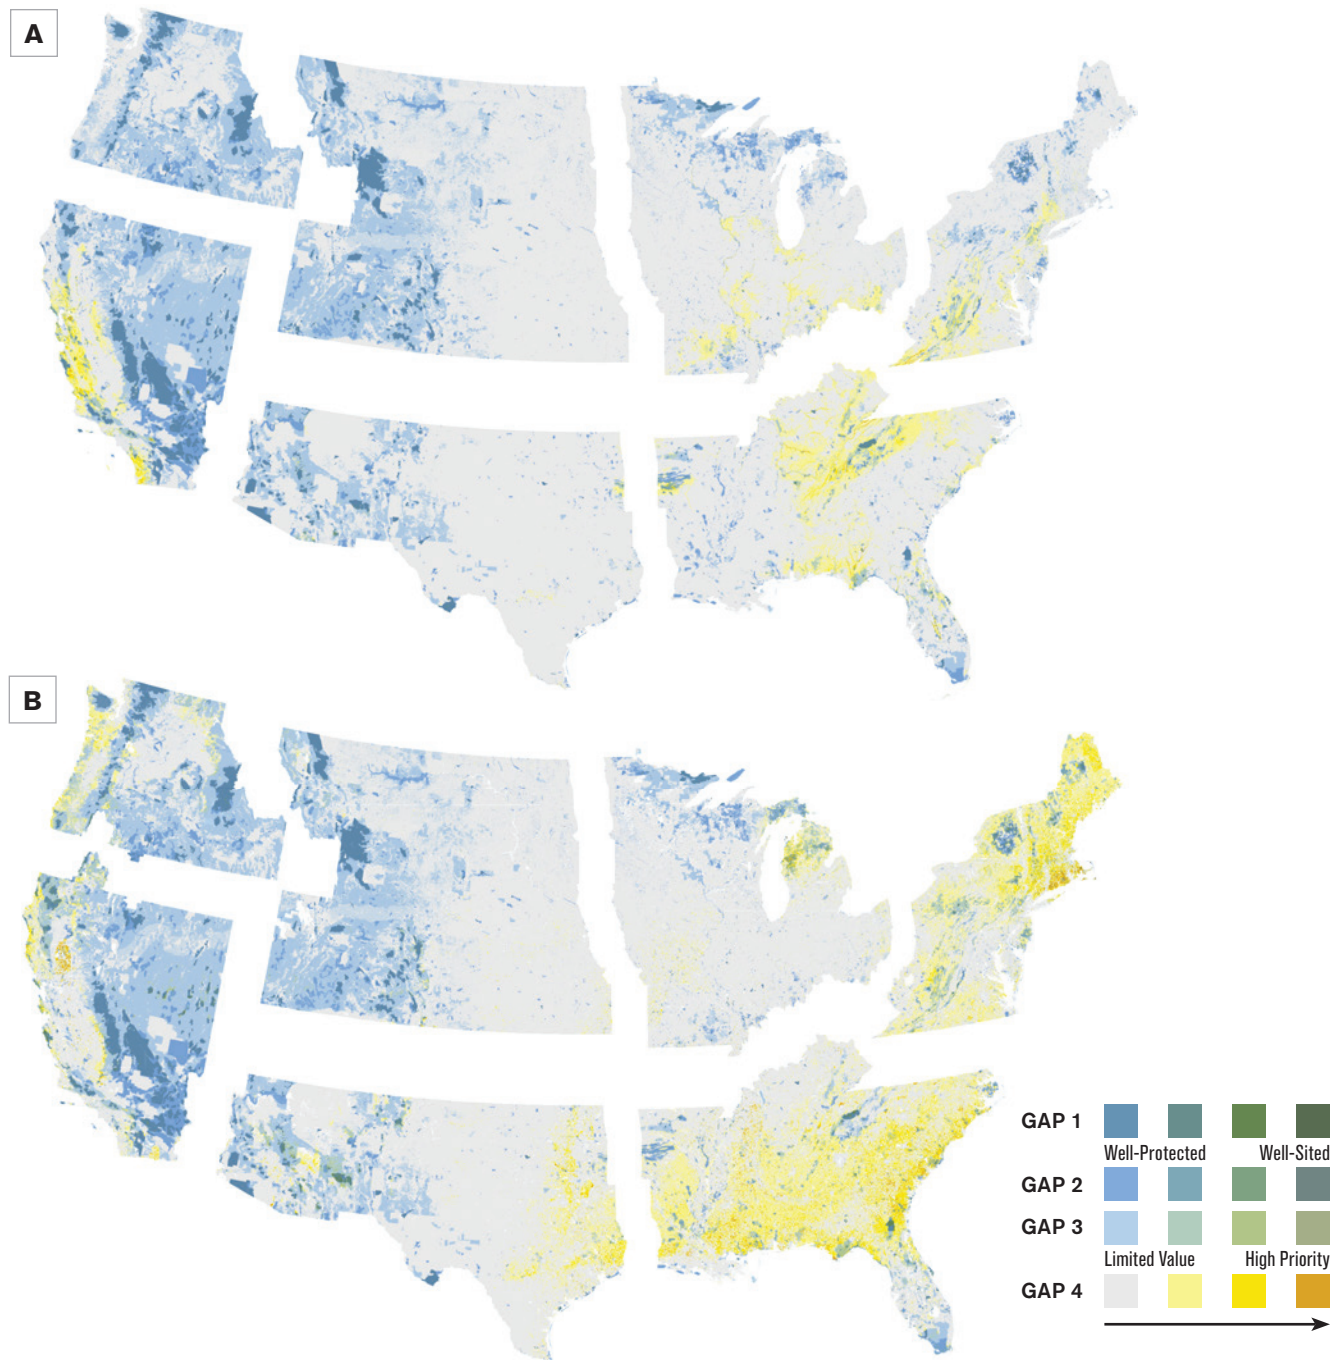 A
B
GAP 1
Well-Protected Well-Sited
GAP 2
GAP 3
Limited Value High Priority
GAP 4